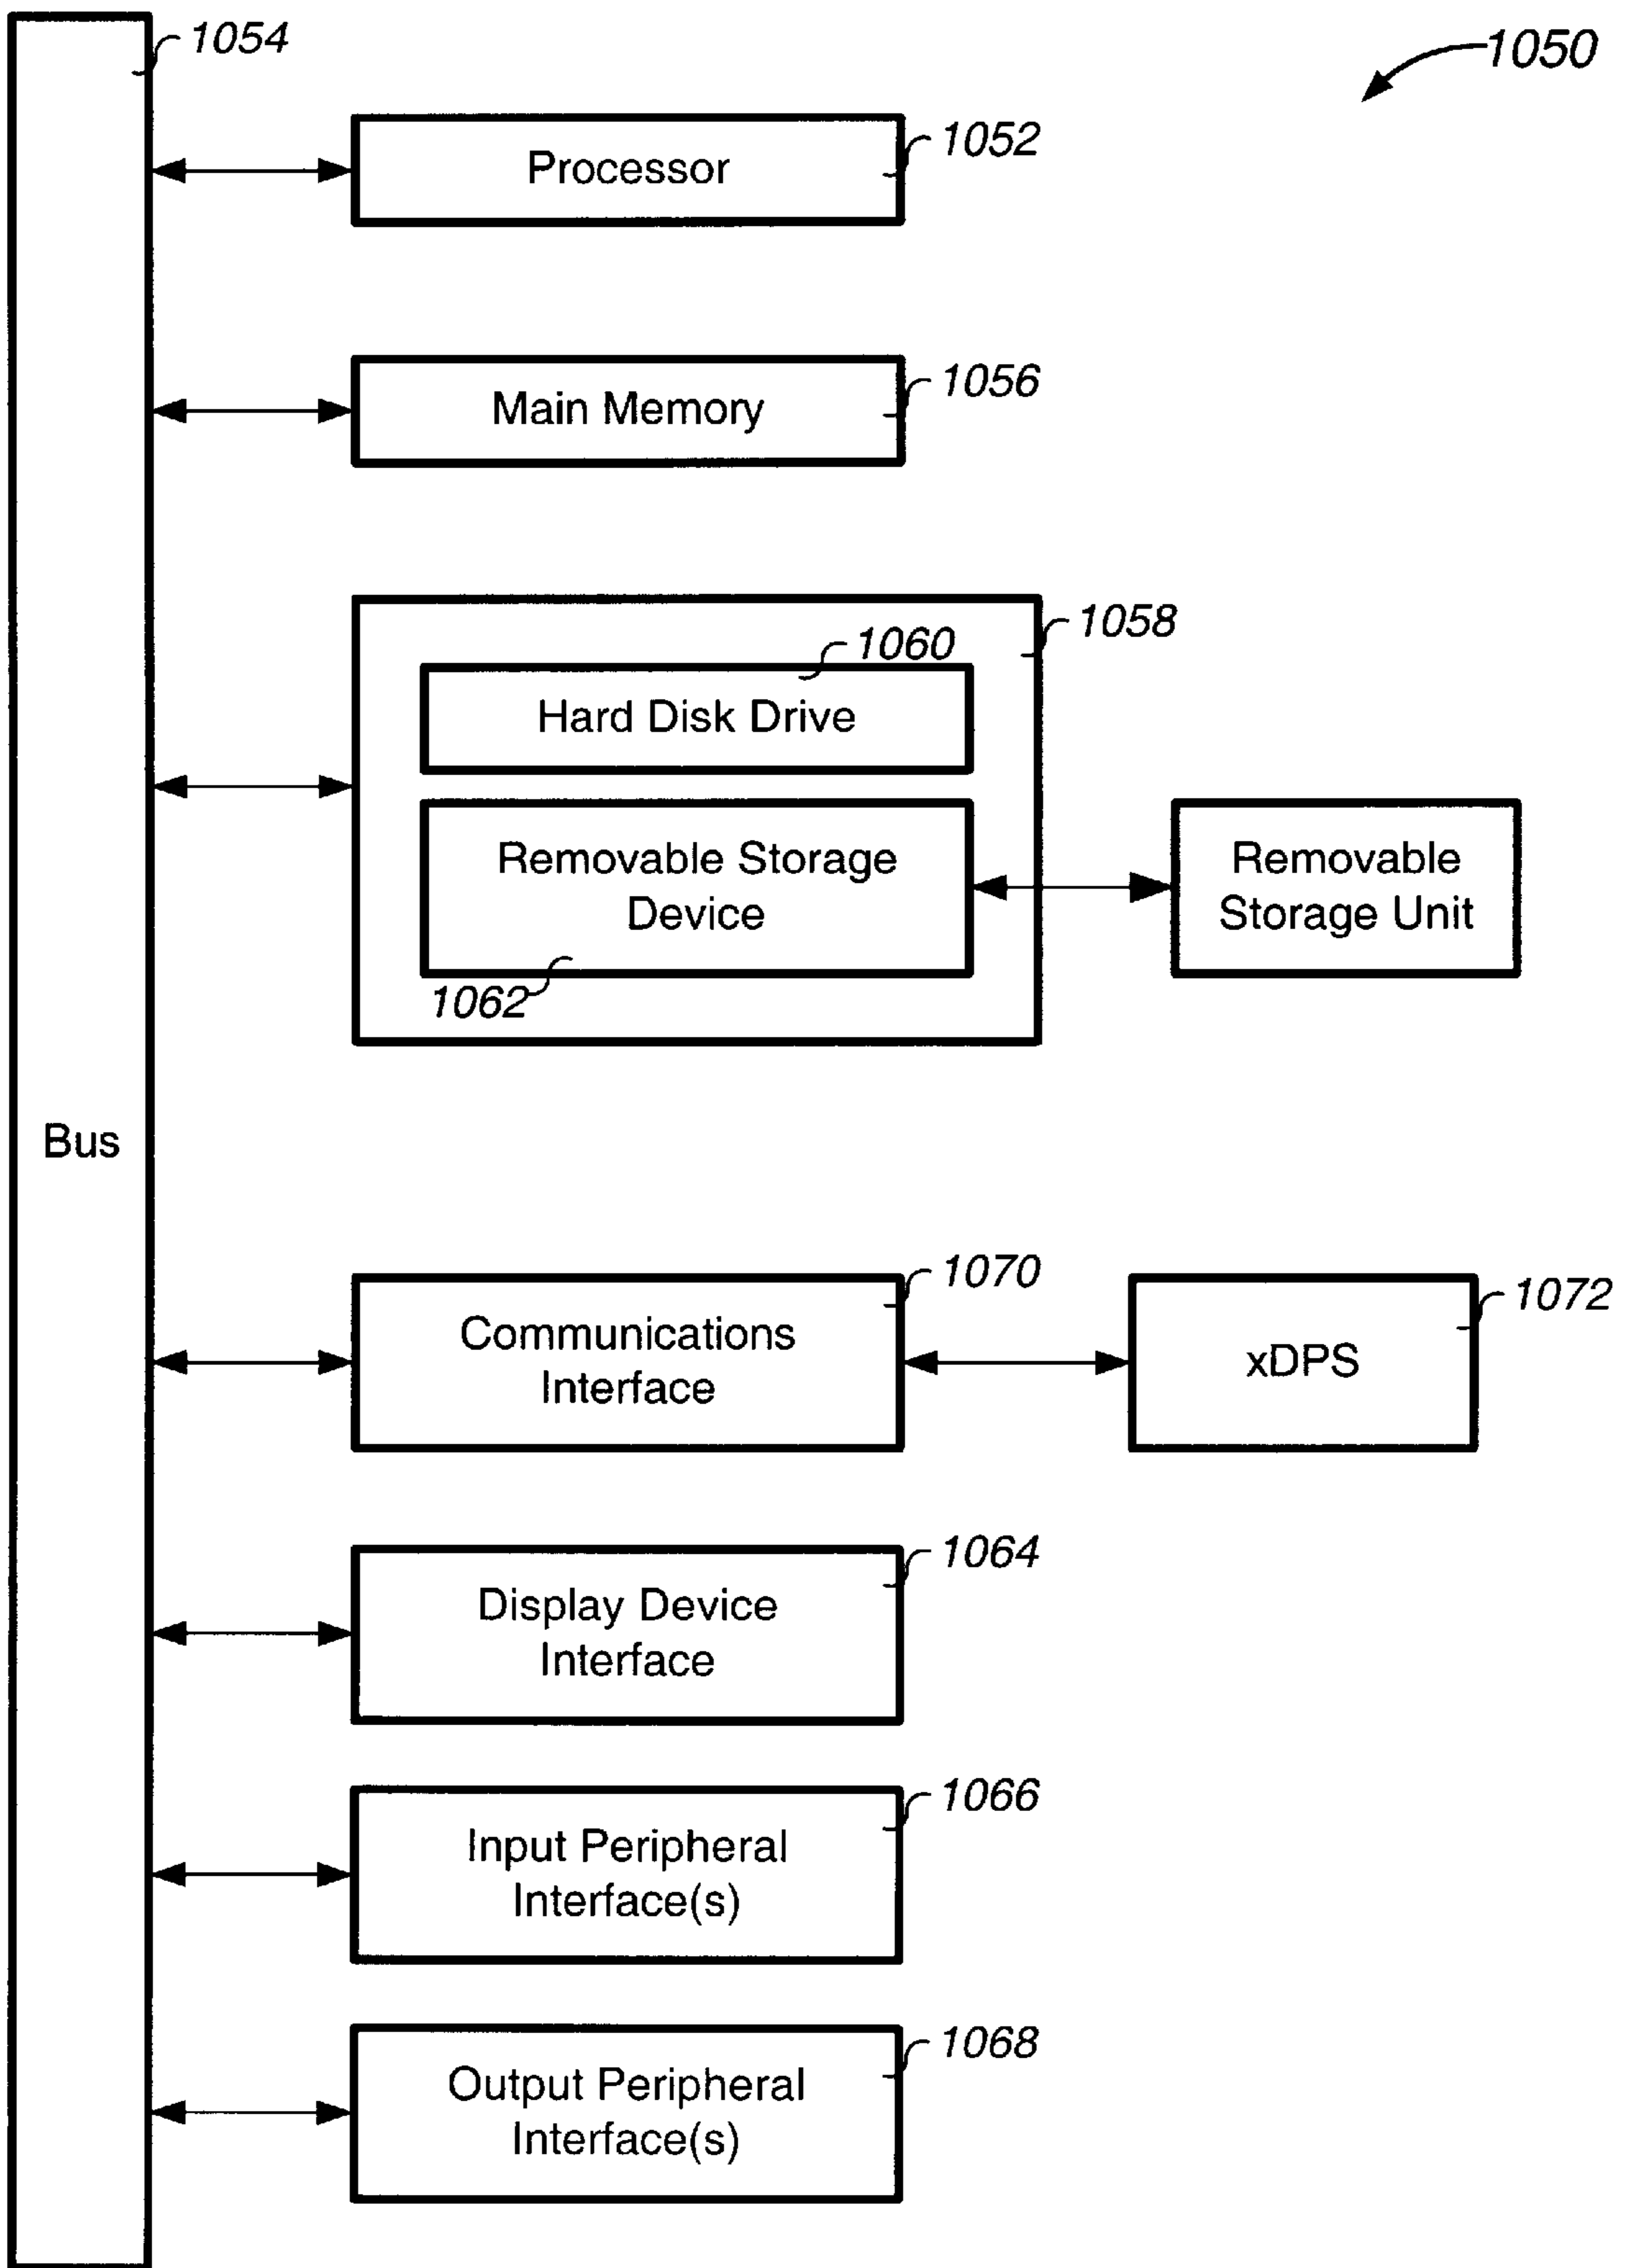 1054
1050
1052
Processor
1056
Main Memory
1058
1060
Hard Disk Drive
Removable Storage
Device
1062
Removable
Storage Unit
Bus
1070
Communications
Interface
1072
xDPS
1064
Display Device
Interface
1066
Input Peripheral
Interface(s)
1068
Output Peripheral
Interface(s)